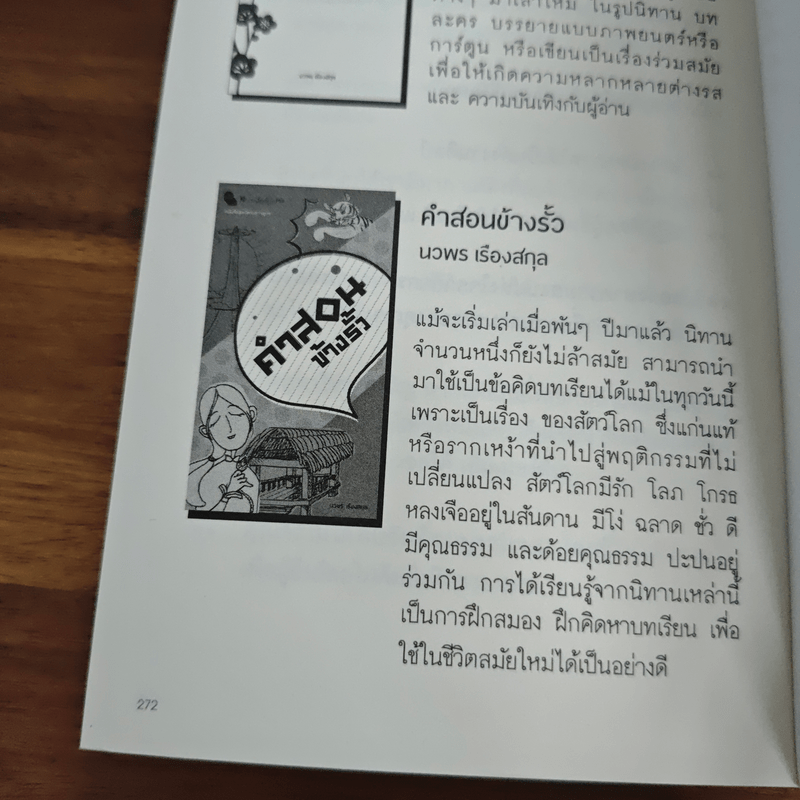 มาเล่าใหม่ ในรูปนิทาน บท
ละคร บรรยายแบบภาพยนตร์หรือ
การ์ตูน หรือเขียนเป็นเรื่องร่วมสมัย
เพื่อให้เกิดความหลากหลายต่างรส
และ ความบันเทิงกับผู้อ่าน
นวพร เรืองสกุล
คำสอนข้างรั้ว
นวพร เรืองสกุล
คำสอน
ข้างรั้ว
นวพร เรืองสกุล
แม้จะเริ่มเล่าเมื่อพันๆ ปีมาแล้ว นิทาน
จำนวนหนึ่งก็ยังไม่ล้าสมัย สามารถนำ
มาใช้เป็นข้อคิดบทเรียนได้แม้ในทุกวันนี้
เพราะเป็นเรื่อง ของสัตว์โลก ซึ่งแก่นแท้
หรือรากเหง้าที่นำไปสู่พฤติกรรมที่ไม่
เปลี่ยนแปลง สัตว์โลกมีรัก โลภ โกรธ
หลงเจืออยู่ในสันดาน มีโง่ ฉลาด ชั่ว ดี
มีคุณธรรม และด้อยคุณธรรม ปะปนอยู่
ร่วมกัน การได้เรียนรู้จากนิทานเหล่านี้
เป็นการฝึกสมอง ฝึกคิดหาบทเรียน เพื่อ
ใช้ในชีวิตสมัยใหม่ได้เป็นอย่างดี
272